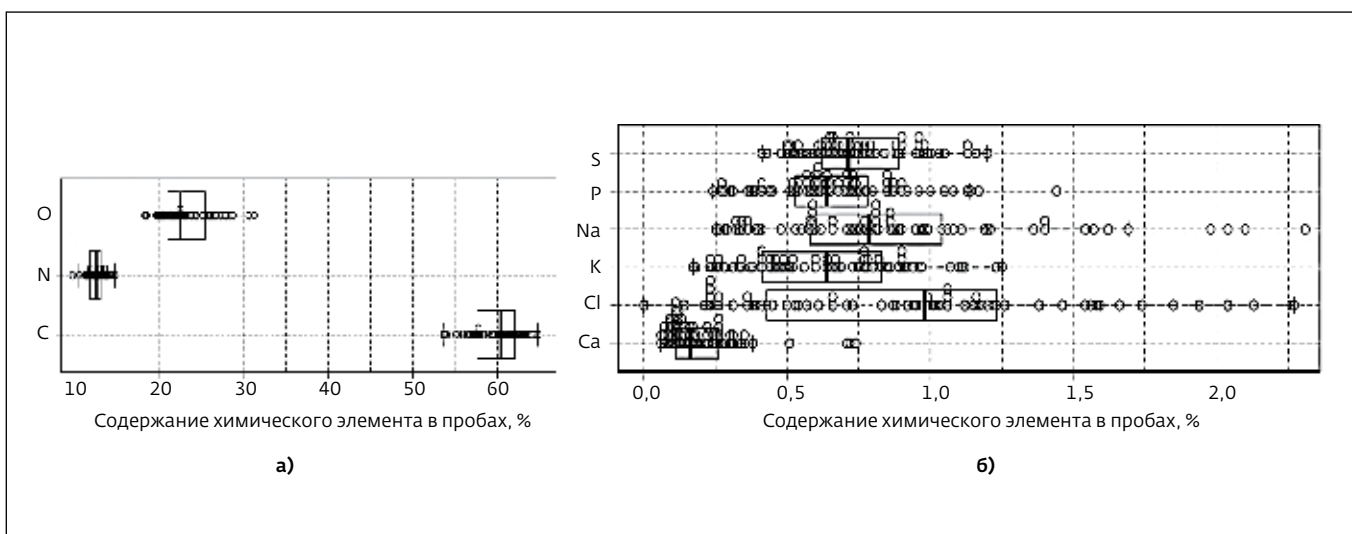 O
N
C
10 20 30 40 50 60
Содержание химического элемента в пробах, %
а)
S
P
Na
K
Cl
Ca
0,0 0,5 1,0 1,5 2,0
Содержание химического элемента в пробах, %
б)